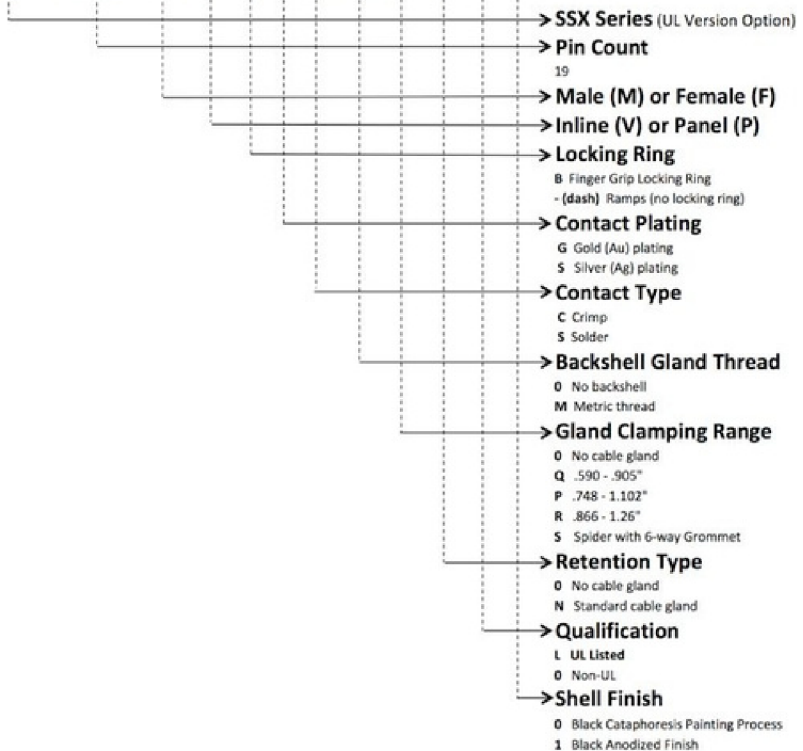 SSX Series (UL Version Option)
Pin Count
19
Male (M) or Female (F)
Inline (V) or Panel (P)
Locking Ring
B Finger Grip Locking Ring
- (dash) Ramps (no locking ring)
Contact Plating
G Gold (Au) plating
S Silver (Ag) plating
Contact Type
C Crimp
S Solder
Backshell Gland Thread
0 No backshell
M Metric thread
Gland Clamping Range
0 No cable gland
Q .590 - .905"
P .748 - 1.102"
R .866 - 1.26"
S Spider with 6-way Grommet
Retention Type
0 No cable gland
N Standard cable gland
Qualification
L UL Listed
0 Non-UL
Shell Finish
0 Black Cataphoresis Painting Process
1 Black Anodized Finish